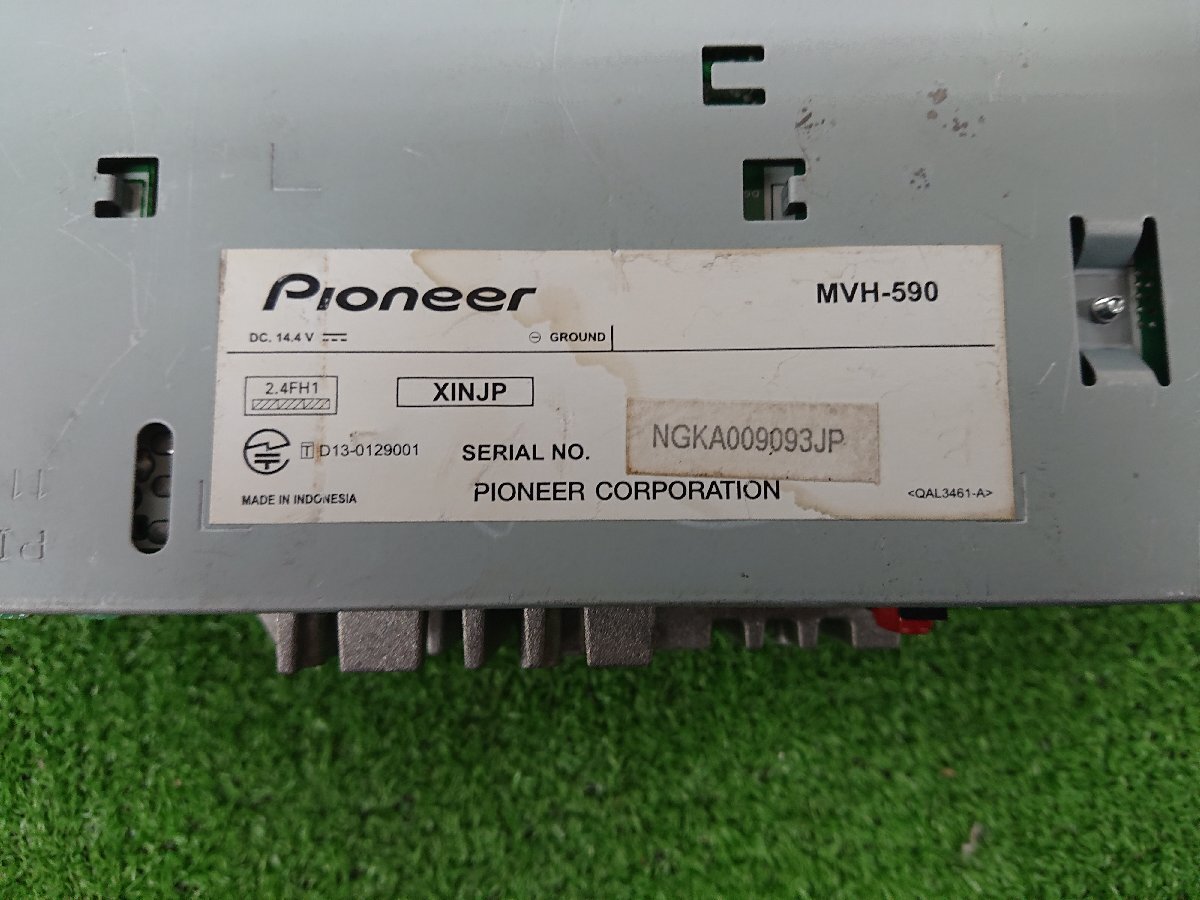 Pioneer
MVH-590
DC. 14.4 V
⊖ GROUND
2.4FH1
XINJP
T D13-0129001
SERIAL NO.
NGKA009093JP
MADE IN INDONESIA
PIONEER CORPORATION
<QAL3461-A>